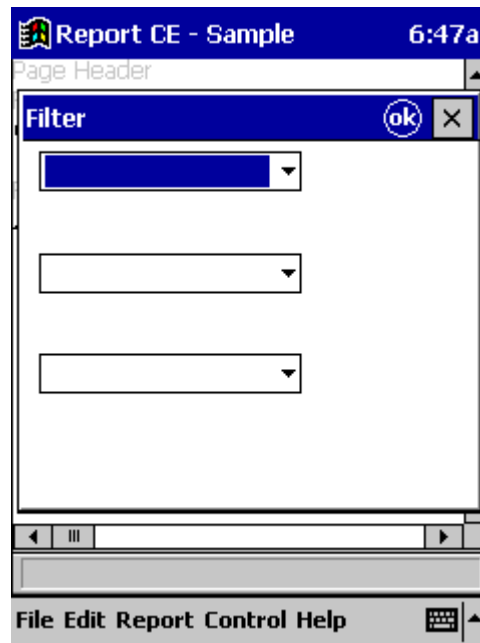 Report CE - Sample 6:47a
Page Header
Filter ok
File Edit Report Control Help